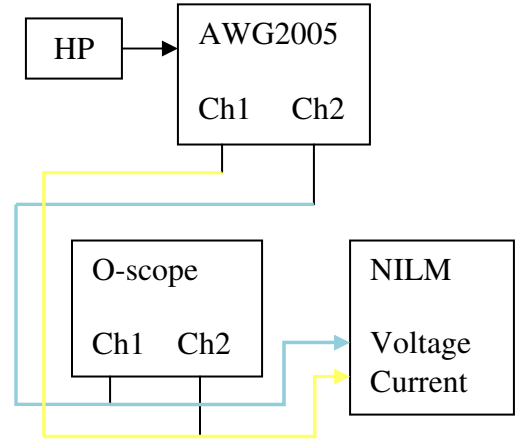 HP
AWG2005
Ch1 Ch2
O-scope
Ch1 Ch2
NILM
Voltage
Current